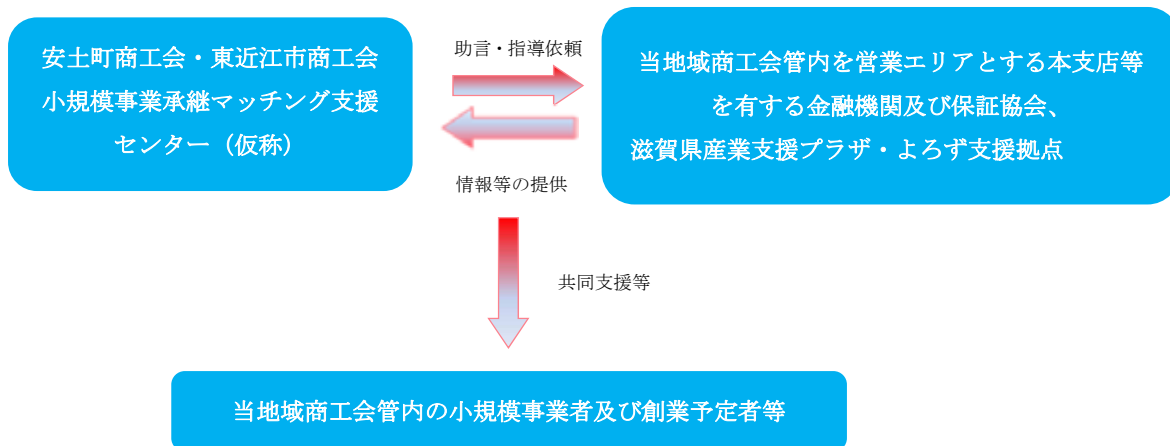 安土町商工会・東近江市商工会
小規模事業承継マッチング支援
センター（仮称）
助言・指導依頼
情報等の提供
当地域商工会管内を営業エリアとする本支店等
を有する金融機関及び保証協会、
滋賀県産業支援プラザ・よろず支援拠点
共同支援等
当地域商工会管内の小規模事業者及び創業予定者等